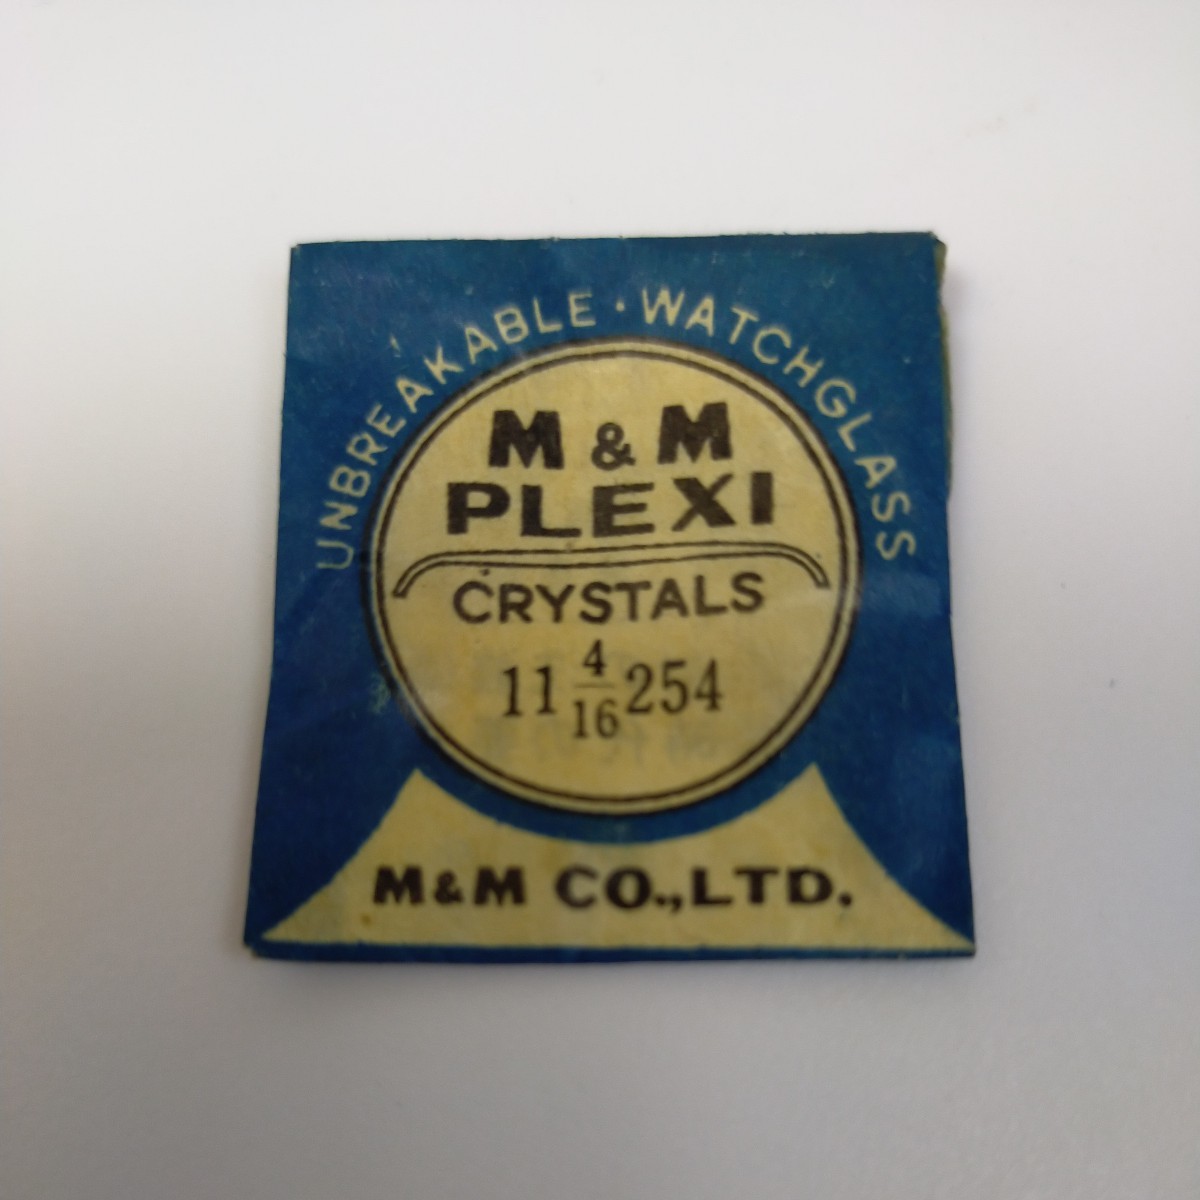 UNBREAKABLE · WATCHGLASS
M & M
PLEXI
CRYSTALS
11 4/16 254
M & M CO.,LTD.